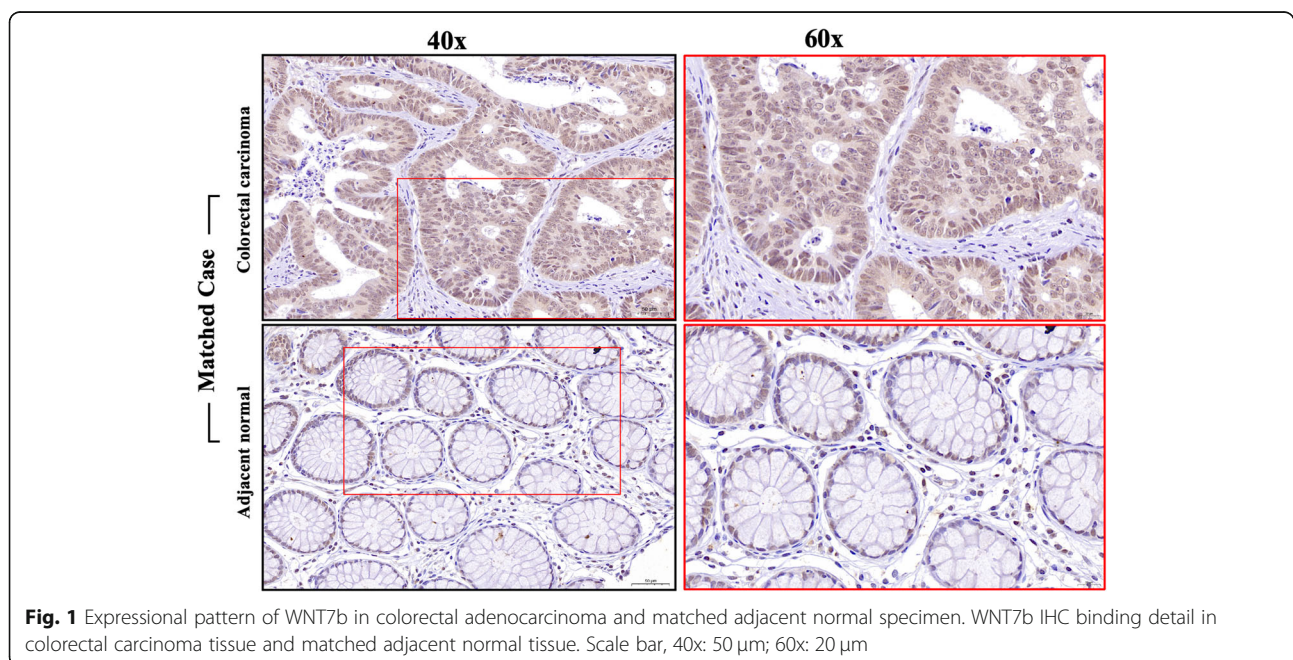 40x
60x
Matched Case
Colorectal carcinoma
Adjacent normal
50 µm
Fig. 1 Expressional pattern of WNT7b in colorectal adenocarcinoma and matched adjacent normal specimen. WNT7b IHC binding detail in
colorectal carcinoma tissue and matched adjacent normal tissue. Scale bar, 40x: 50 µm; 60x: 20 µm